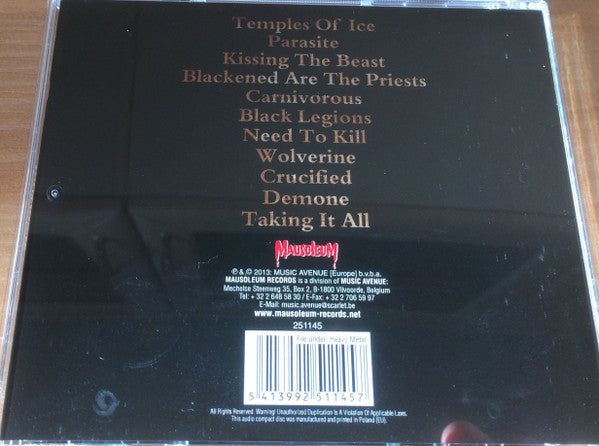 Temples Of Ice
Parasite
Kissing The Beast
Blackened Are The Priests
Carnivorous
Black Legions
Need To Kill
Wolverine
Crucified
Demone
Taking It All
MAUSOLEUM
℗ & © 2013: MUSIC AVENUE [Europe] b.v.b.a.
MAUSOLEUM RECORDS is a division of MUSIC AVENUE:
Mechelse Steenweg 35, Box 2, B-1800 Vilvoorde, Belgium
Tel: + 32 2 648 58 30 / E-Fax: + 32 2 706 59 97
E-Mail: music.avenue@scarlet.be
www.mausoleum-records.net
251145
File under: Heavy Metal
5 413992 511457
All Rights Reserved. Warning! Unauthorized Duplication Is A Violation Of Applicable Laws.
This audio compact disc was manufactured and printed in Poland (EU).